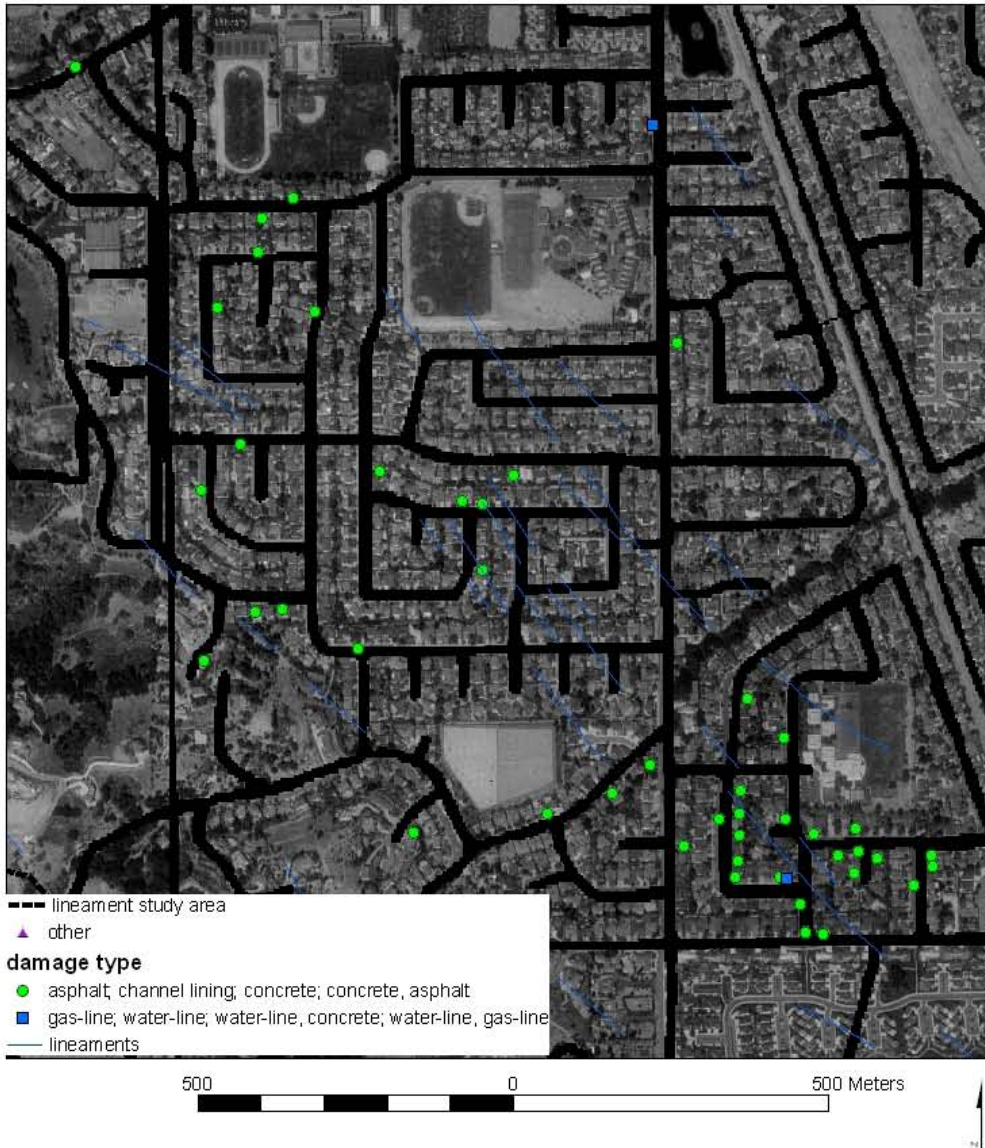 lineament study area
other
damage type
asphalt; channel lining; concrete; concrete, asphalt
gas-line; water-line; water-line, concrete; water-line, gas-line
lineaments
500 0 500 Meters
N